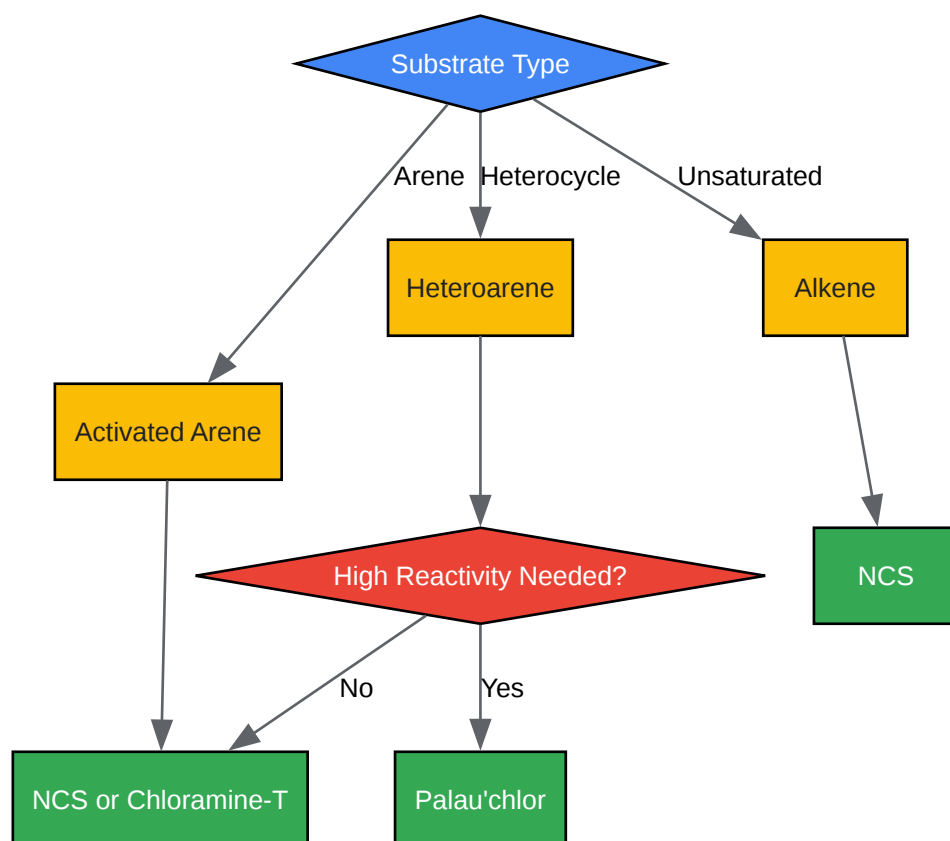 Substrate Type
Arene
Heterocycle
Unsaturated
Heteroarene
Alkene
Activated Arene
High Reactivity Needed?
NCS
No
Yes
NCS or Chloramine-T
Palau'chlor